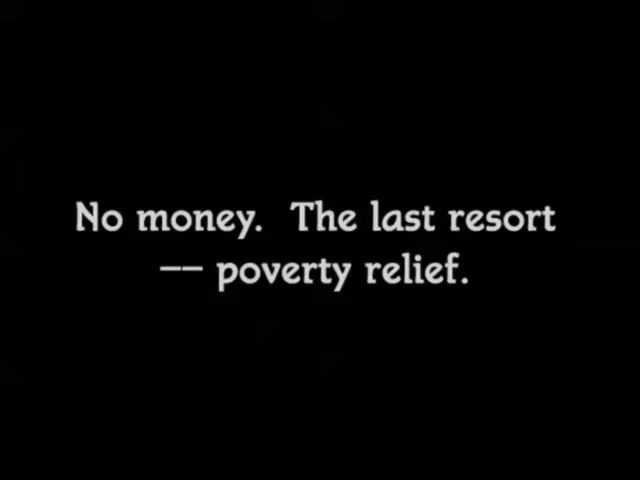 No money.  The last resort
-- poverty relief.